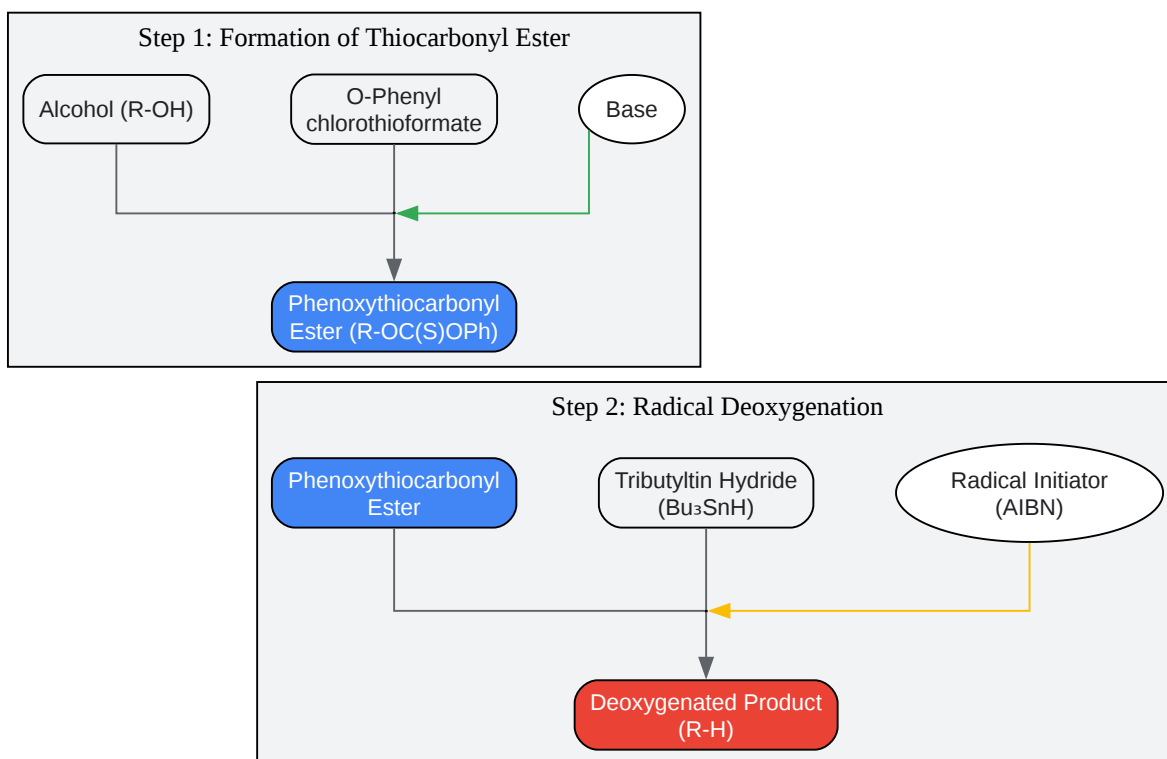 Step 1: Formation of Thiocarbonyl Ester
Alcohol (R-OH)
O-Phenyl
chlorothioformate
Base
Phenoxythiocarbonyl
Ester (R-OC(S)OPh)
Step 2: Radical Deoxygenation
Phenoxythiocarbonyl
Ester
Tributyltin Hydride
(Bu₃SnH)
Radical Initiator
(AIBN)
Deoxygenated Product
(R-H)